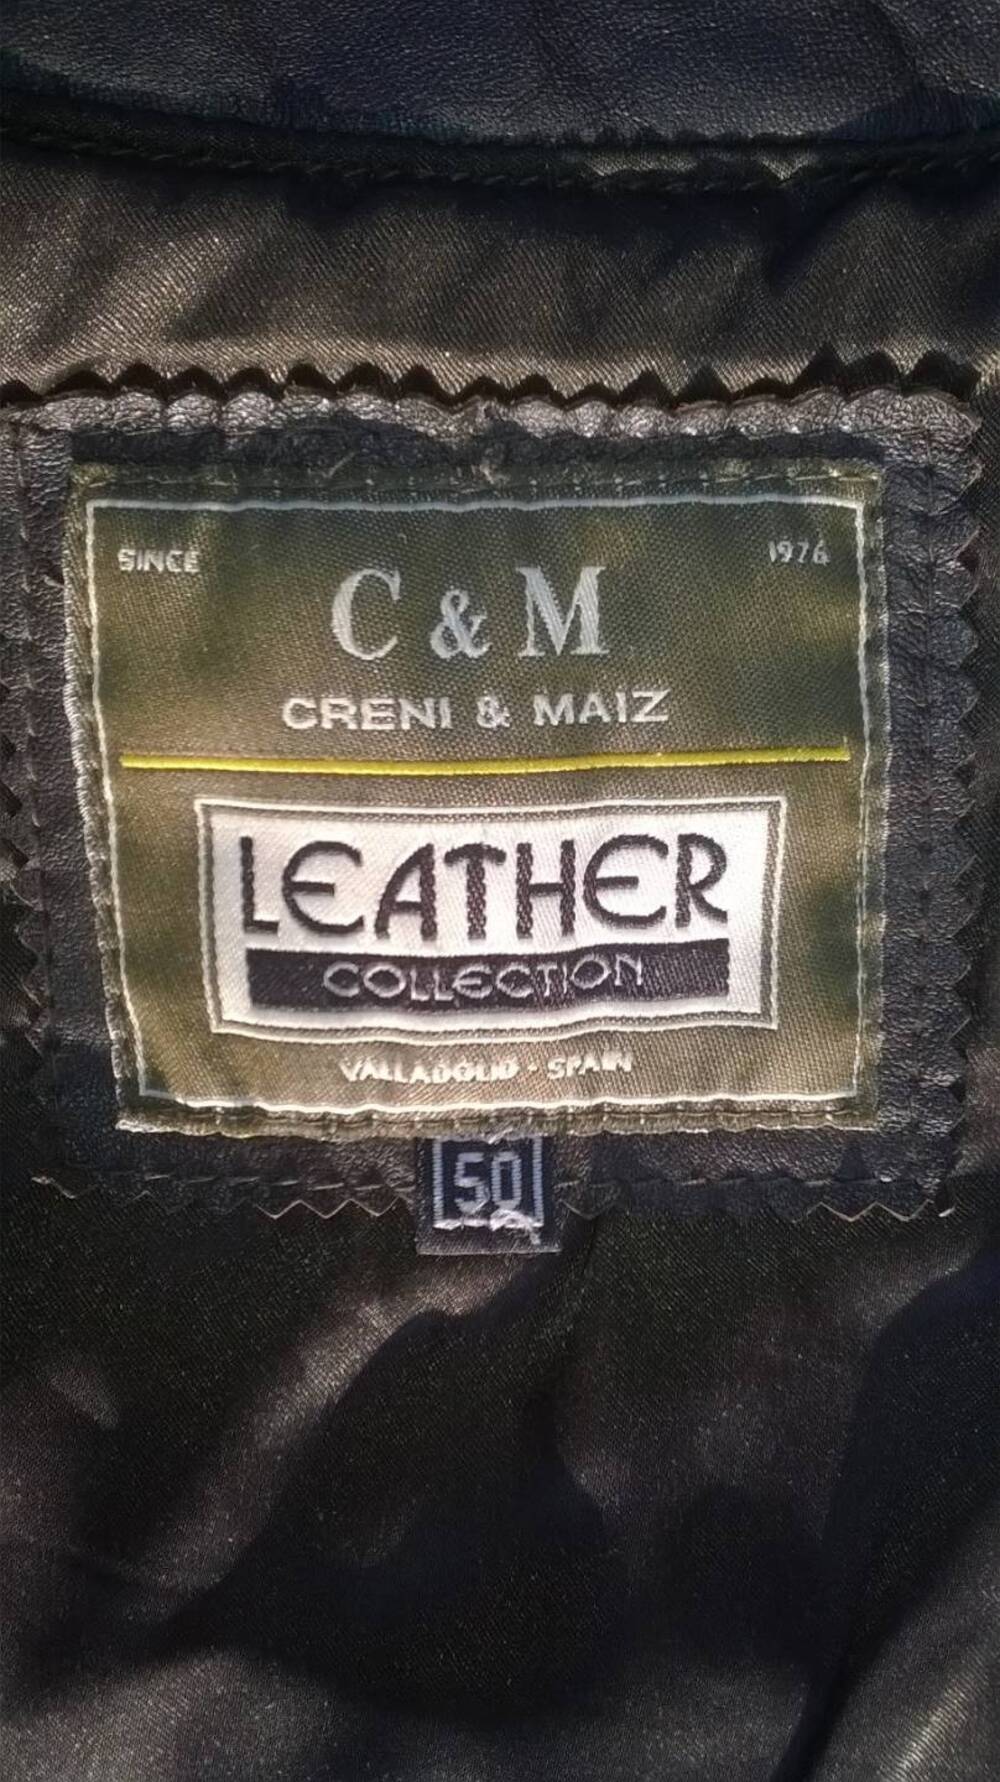 SINCE 1976
C & M
CRENI & MAIZ
LEATHER
COLLECTION
VALLADOLID · SPAIN
50